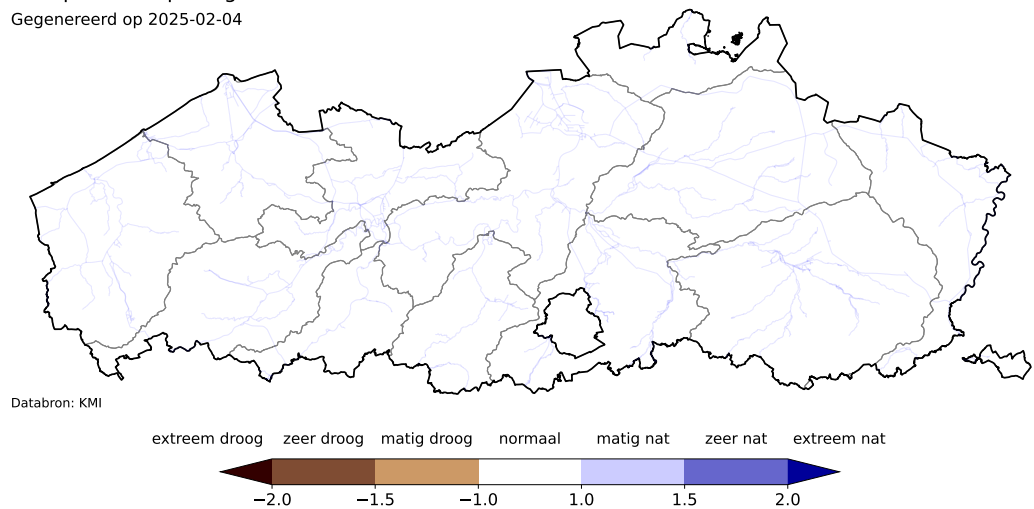 Gegenereerd op 2025-02-04
Databron: KMI
extreem droog zeer droog matig droog normaal matig nat zeer nat extreem nat
−2.0 −1.5 −1.0 1.0 1.5 2.0